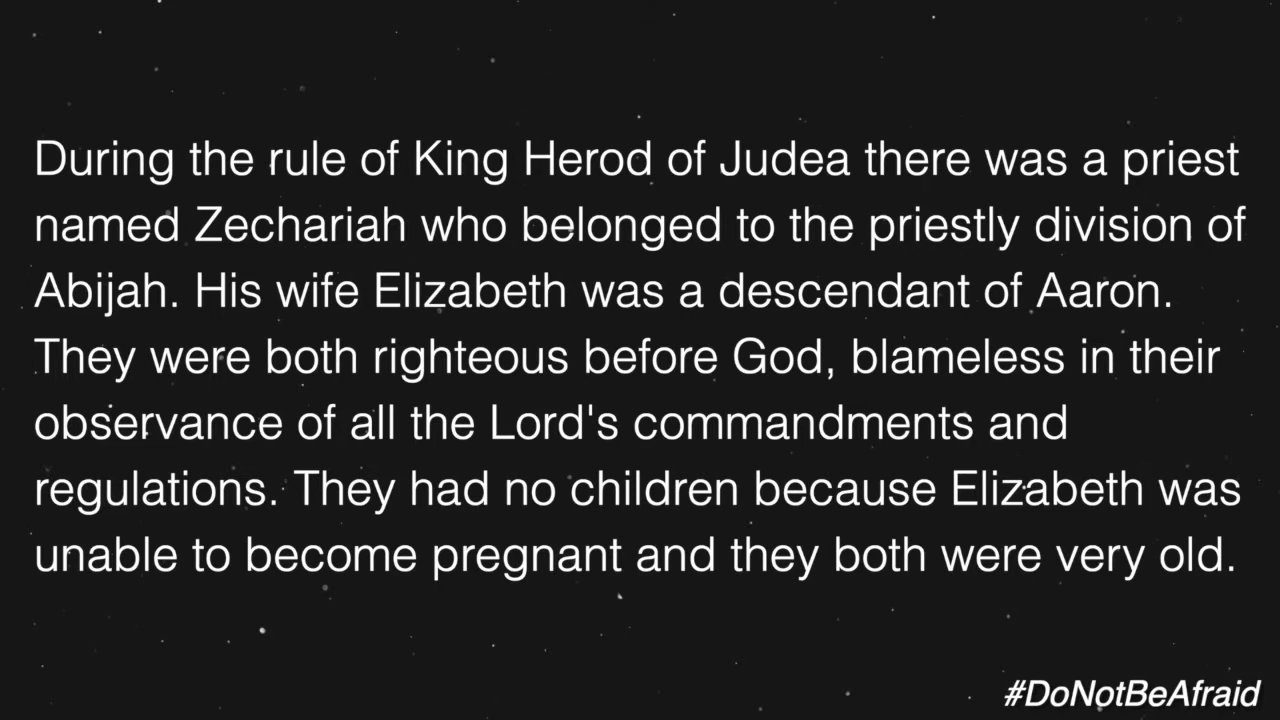 During the rule of King Herod of Judea there was a priest
named Zechariah who belonged to the priestly division of
Abijah. His wife Elizabeth was a descendant of Aaron.
They were both righteous before God, blameless in their
observance of all the Lord's commandments and
regulations. They had no children because Elizabeth was
unable to become pregnant and they both were very old.
#DoNotBeAfraid